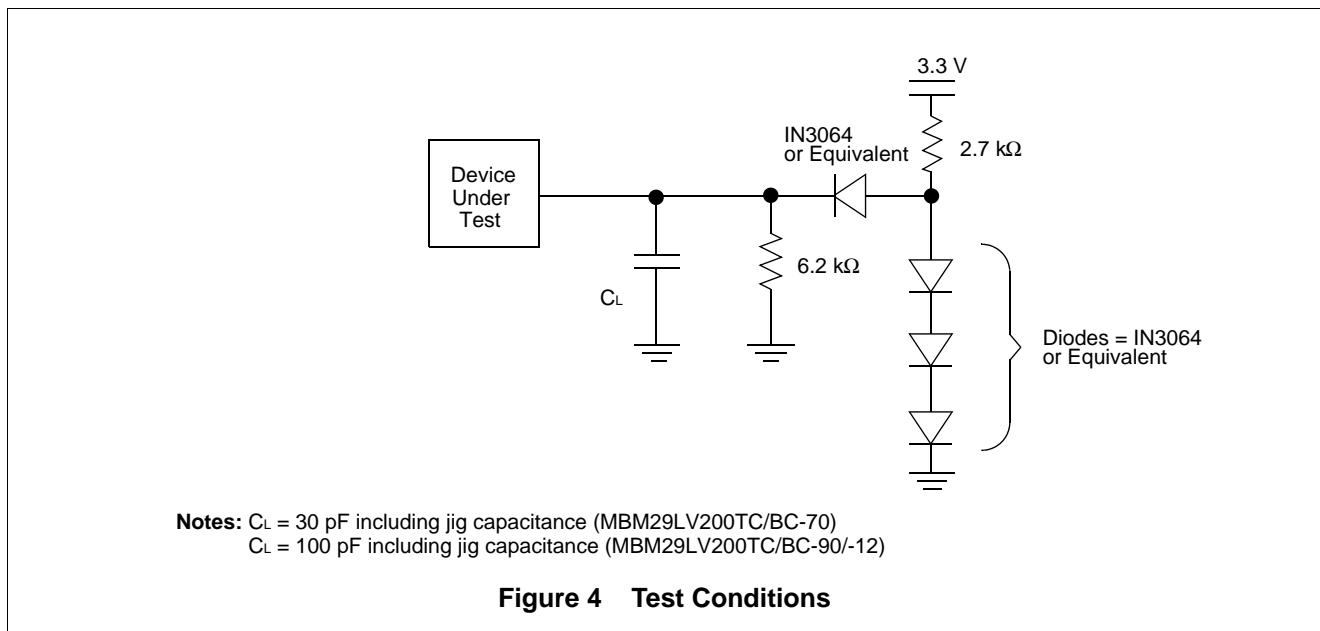 3.3 V
IN3064
or Equivalent
2.7 kΩ
Device
Under
Test
6.2 kΩ
CL
Diodes = IN3064
or Equivalent
Notes: CL = 30 pF including jig capacitance (MBM29LV200TC/BC-70)
CL = 100 pF including jig capacitance (MBM29LV200TC/BC-90/-12)
Figure 4 Test Conditions